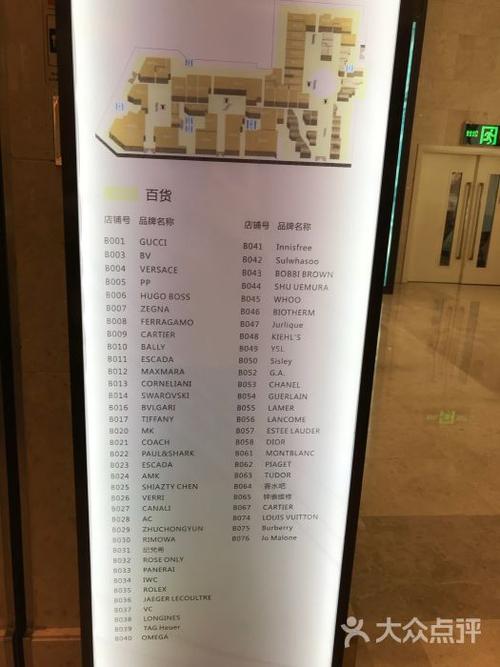 百货
店铺号 品牌名称
B001 GUCCI
B003 BV
B004 VERSACE
B005 PP
B006 HUGO BOSS
B007 ZEGNA
B008 FERRAGAMO
B009 CARTIER
B010 BALLY
B011 ESCADA
B012 MAXMARA
B013 CORNELIANI
B014 SWAROVSKI
B016 BVLGARI
B017 TIFFANY
B020 MK
B021 COACH
B022 PAUL&SHARK
B023 ESCADA
B024 AMK
B025 SHIAZTY CHEN
B026 VERRI
B027 CANALI
B028 AC
B029 ZHUCHONGYUN
B030 RIMOWA
B031 纪梵希
B032 ROSE ONLY
B033 PANERAI
B034 IWC
B035 ROLEX
B036 JAEGER LECOULTRE
B037 VC
B038 LONGINES
B039 TAG Heuer
B040 OMEGA
店铺号 品牌名称
B041 Innisfree
B042 Sulwhasoo
B043 BOBBI BROWN
B044 SHU UEMURA
B045 WHOO
B046 BIOTHERM
B047 Jurlique
B048 KIEHL'S
B049 YSL
B050 Sisley
B052 G.A.
B053 CHANEL
B054 GUERLAIN
B055 LAMER
B056 LANCOME
B057 ESTEE LAUDER
B058 DIOR
B061 MONTBLANC
B062 PIAGET
B063 TUDOR
B064 香水吧
B065 钟表维修
B067 CARTIER
B074 LOUIS VUITTON
B075 Burberry
B076 Jo Malone
大众点评